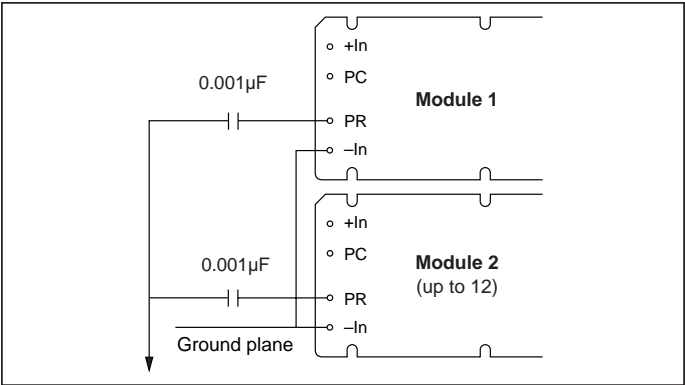 +In
0.001µF
PC
Module 1
PR
–In
+In
0.001µF
PC
Module 2
(up to 12)
PR
–In
Ground plane